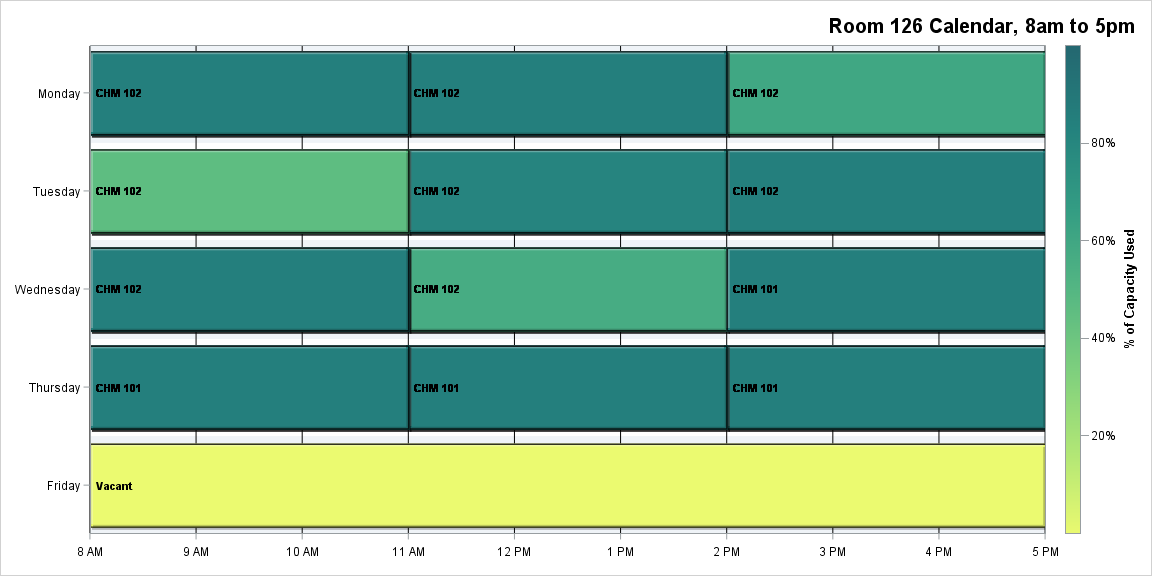 Room 126 Calendar, 8am to 5pm
Monday
CHM 102
CHM 102
CHM 102
Tuesday
CHM 102
CHM 102
CHM 102
Wednesday
CHM 102
CHM 102
CHM 101
Thursday
CHM 101
CHM 101
CHM 101
Friday
Vacant
8 AM
9 AM
10 AM
11 AM
12 PM
1 PM
2 PM
3 PM
4 PM
5 PM
80%
60%
40%
20%
% of Capacity Used